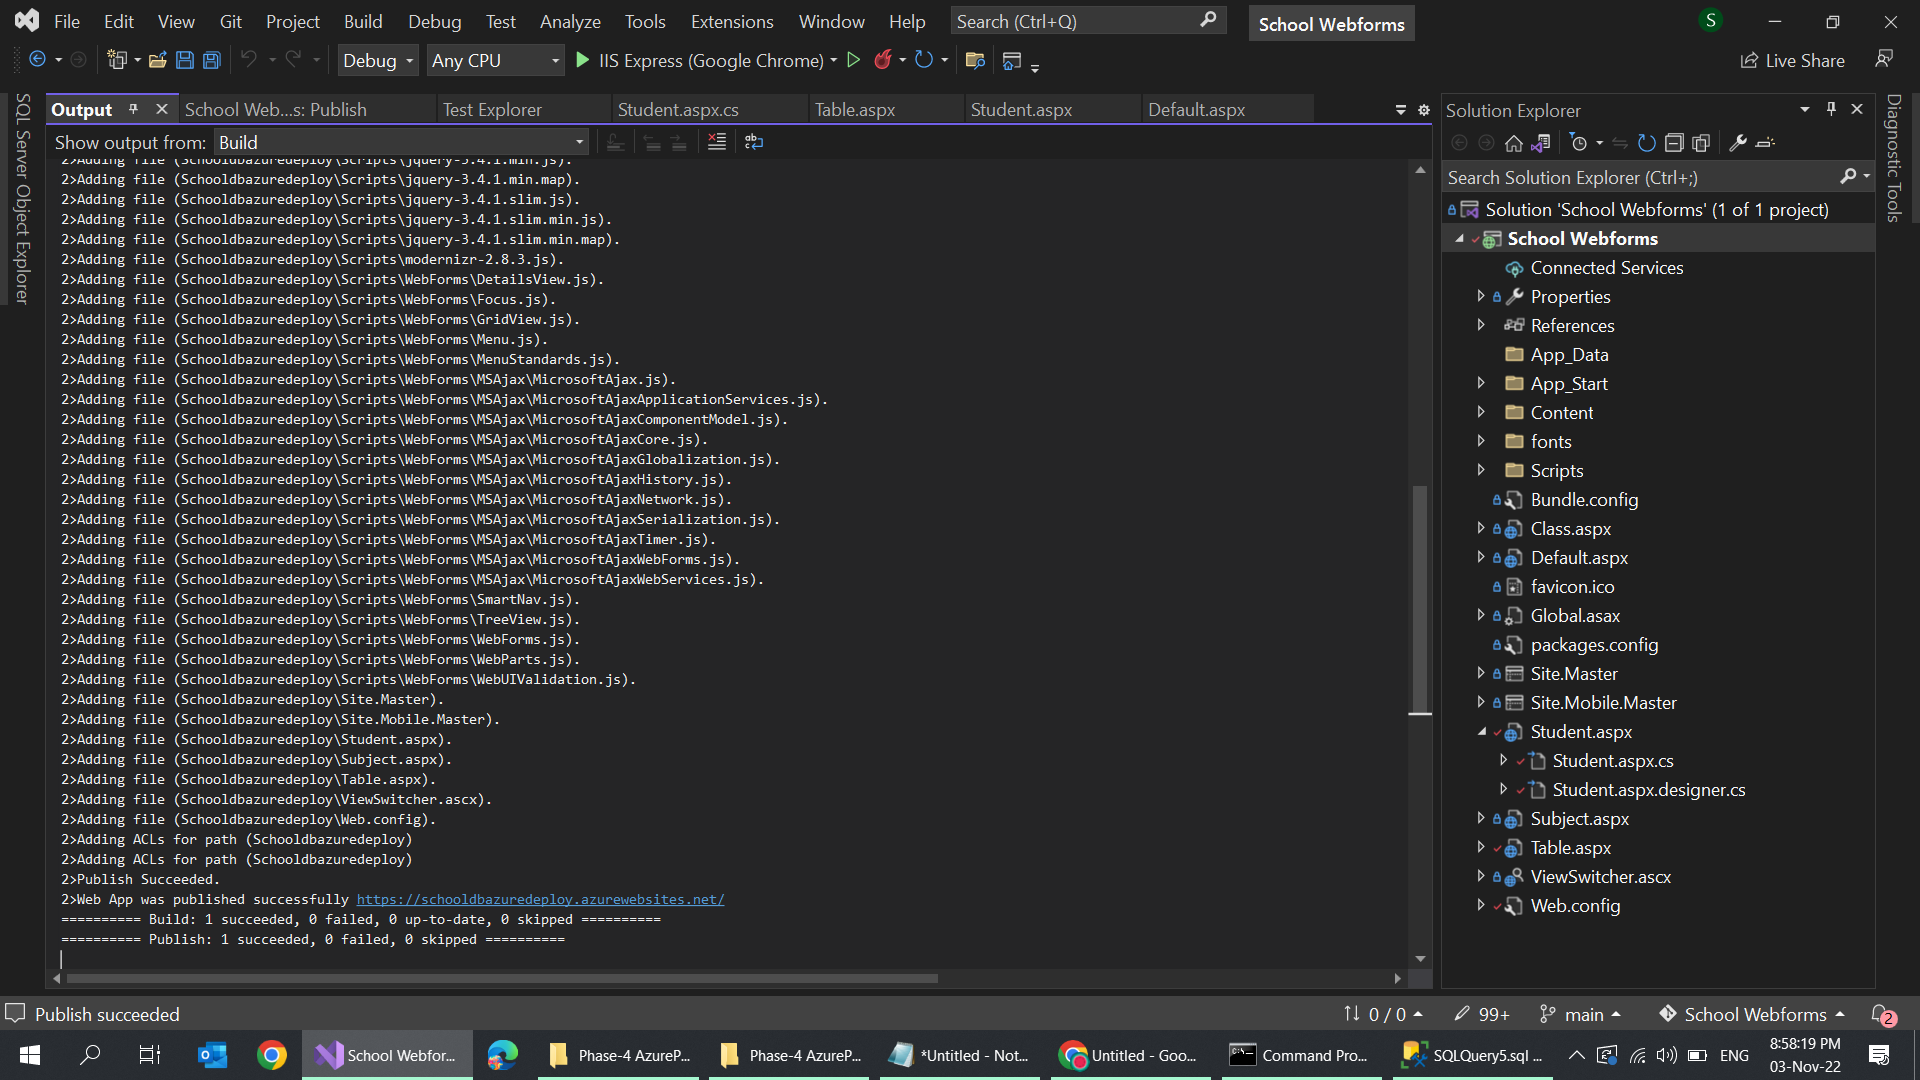 File Edit View Git Project Build Debug Test Analyze Tools Extensions Window Help Search (Ctrl+Q) School Webforms S
Debug Any CPU IIS Express (Google Chrome) Live Share
SQL Server Object Explorer
Output School Web...s: Publish Test Explorer Student.aspx.cs Table.aspx Student.aspx Default.aspx
Show output from: Build
2>Adding file (Schooldbazuredeploy\Scripts\jquery-3.4.1.min.js).
2>Adding file (Schooldbazuredeploy\Scripts\jquery-3.4.1.min.map).
2>Adding file (Schooldbazuredeploy\Scripts\jquery-3.4.1.slim.js).
2>Adding file (Schooldbazuredeploy\Scripts\jquery-3.4.1.slim.min.js).
2>Adding file (Schooldbazuredeploy\Scripts\jquery-3.4.1.slim.min.map).
2>Adding file (Schooldbazuredeploy\Scripts\modernizr-2.8.3.js).
2>Adding file (Schooldbazuredeploy\Scripts\WebForms\DetailsView.js).
2>Adding file (Schooldbazuredeploy\Scripts\WebForms\Focus.js).
2>Adding file (Schooldbazuredeploy\Scripts\WebForms\GridView.js).
2>Adding file (Schooldbazuredeploy\Scripts\WebForms\Menu.js).
2>Adding file (Schooldbazuredeploy\Scripts\WebForms\MenuStandards.js).
2>Adding file (Schooldbazuredeploy\Scripts\WebForms\MSAjax\MicrosoftAjax.js).
2>Adding file (Schooldbazuredeploy\Scripts\WebForms\MSAjax\MicrosoftAjaxApplicationServices.js).
2>Adding file (Schooldbazuredeploy\Scripts\WebForms\MSAjax\MicrosoftAjaxComponentModel.js).
2>Adding file (Schooldbazuredeploy\Scripts\WebForms\MSAjax\MicrosoftAjaxCore.js).
2>Adding file (Schooldbazuredeploy\Scripts\WebForms\MSAjax\MicrosoftAjaxGlobalization.js).
2>Adding file (Schooldbazuredeploy\Scripts\WebForms\MSAjax\MicrosoftAjaxHistory.js).
2>Adding file (Schooldbazuredeploy\Scripts\WebForms\MSAjax\MicrosoftAjaxNetwork.js).
2>Adding file (Schooldbazuredeploy\Scripts\WebForms\MSAjax\MicrosoftAjaxSerialization.js).
2>Adding file (Schooldbazuredeploy\Scripts\WebForms\MSAjax\MicrosoftAjaxTimer.js).
2>Adding file (Schooldbazuredeploy\Scripts\WebForms\MSAjax\MicrosoftAjaxWebForms.js).
2>Adding file (Schooldbazuredeploy\Scripts\WebForms\MSAjax\MicrosoftAjaxWebServices.js).
2>Adding file (Schooldbazuredeploy\Scripts\WebForms\SmartNav.js).
2>Adding file (Schooldbazuredeploy\Scripts\WebForms\TreeView.js).
2>Adding file (Schooldbazuredeploy\Scripts\WebForms\WebForms.js).
2>Adding file (Schooldbazuredeploy\Scripts\WebForms\WebParts.js).
2>Adding file (Schooldbazuredeploy\Scripts\WebForms\WebUIValidation.js).
2>Adding file (Schooldbazuredeploy\Site.Master).
2>Adding file (Schooldbazuredeploy\Site.Mobile.Master).
2>Adding file (Schooldbazuredeploy\Student.aspx).
2>Adding file (Schooldbazuredeploy\Subject.aspx).
2>Adding file (Schooldbazuredeploy\Table.aspx).
2>Adding file (Schooldbazuredeploy\ViewSwitcher.ascx).
2>Adding file (Schooldbazuredeploy\Web.config).
2>Adding ACLs for path (Schooldbazuredeploy)
2>Adding ACLs for path (Schooldbazuredeploy)
2>Publish Succeeded.
2>Web App was published successfully https://schooldbazuredeploy.azurewebsites.net/
========== Build: 1 succeeded, 0 failed, 0 up-to-date, 0 skipped ==========
========== Publish: 1 succeeded, 0 failed, 0 skipped ==========
Solution Explorer
Search Solution Explorer (Ctrl+;)
Solution 'School Webforms' (1 of 1 project)
School Webforms
Connected Services
Properties
References
App_Data
App_Start
Content
fonts
Scripts
Bundle.config
Class.aspx
Default.aspx
favicon.ico
Global.asax
packages.config
Site.Master
Site.Mobile.Master
Student.aspx
Student.aspx.cs
Student.aspx.designer.cs
Subject.aspx
Table.aspx
ViewSwitcher.ascx
Web.config
Diagnostic Tools
Publish succeeded 0 / 0 99+ main School Webforms 2
School Webfor... Phase-4 AzureP... Phase-4 AzureP... *Untitled - Not... Untitled - Goo... Command Pro... SQLQuery5.sql ... ENG 8:58:19 PM
03-Nov-22